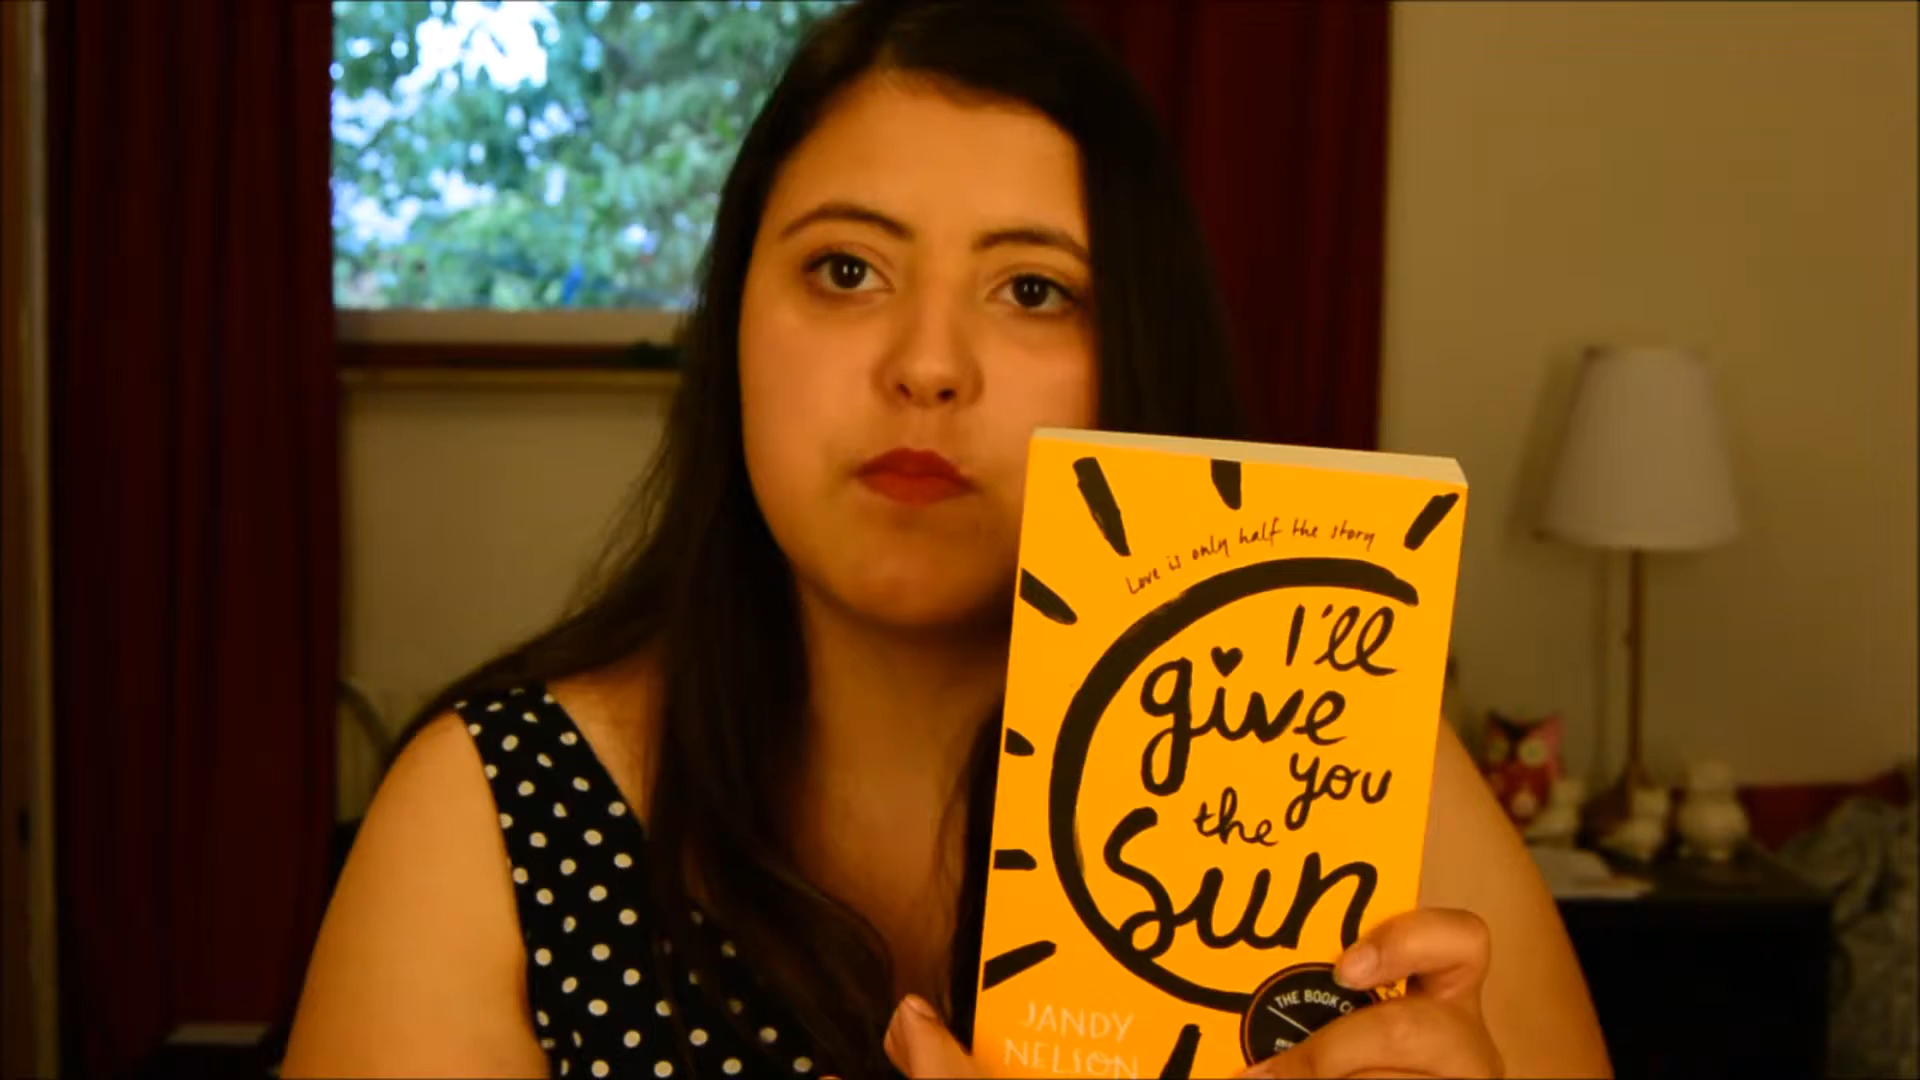 Love is only half the story
I'll
give
you
the
Sun
JANDY
NELSON
THE BOOK